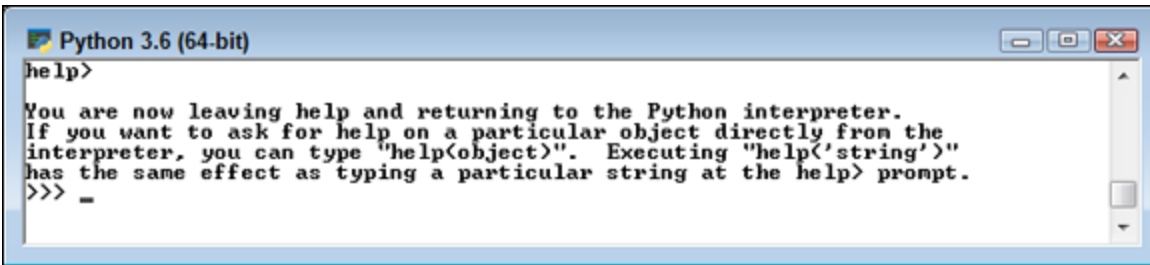 Python 3.6 (64-bit)
help>
You are now leaving help and returning to the Python interpreter.
If you want to ask for help on a particular object directly from the
interpreter, you can type "help(object)".  Executing "help('string')"
has the same effect as typing a particular string at the help> prompt.
>>> _